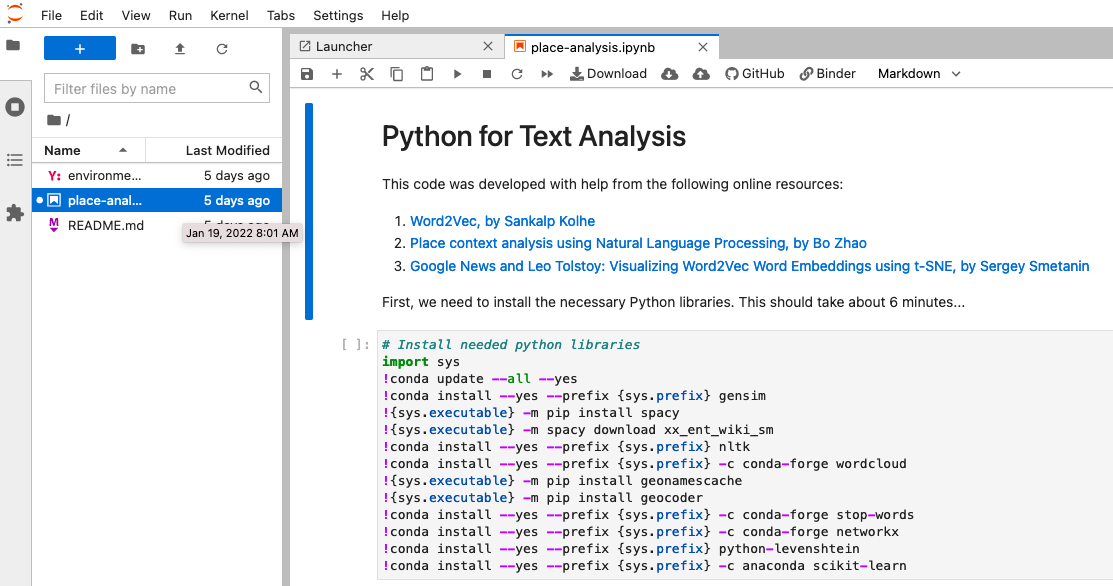 File Edit View Run Kernel Tabs Settings Help
Launcher
place-analysis.ipynb
Download GitHub Binder Markdown
Filter files by name
/
Name Last Modified
Y: environme... 5 days ago
place-anal... 5 days ago
M README.md
Jan 19, 2022 8:01 AM
Python for Text Analysis
This code was developed with help from the following online resources:
1. Word2Vec, by Sankalp Kolhe
2. Place context analysis using Natural Language Processing, by Bo Zhao
3. Google News and Leo Tolstoy: Visualizing Word2Vec Word Embeddings using t-SNE, by Sergey Smetanin
First, we need to install the necessary Python libraries. This should take about 6 minutes...
[ ]: # Install needed python libraries
import sys
!conda update --all --yes
!conda install --yes --prefix {sys.prefix} gensim
!{sys.executable} -m pip install spacy
!{sys.executable} -m spacy download xx_ent_wiki_sm
!conda install --yes --prefix {sys.prefix} nltk
!conda install --yes --prefix {sys.prefix} -c conda-forge wordcloud
!{sys.executable} -m pip install geonamescache
!{sys.executable} -m pip install geocoder
!conda install --yes --prefix {sys.prefix} -c conda-forge stop-words
!conda install --yes --prefix {sys.prefix} -c conda-forge networkx
!conda install --yes --prefix {sys.prefix} python-levenshtein
!conda install --yes --prefix {sys.prefix} -c anaconda scikit-learn